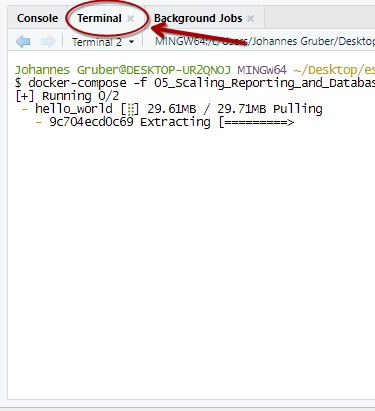 Console Terminal × Background Jobs ×
Terminal 2 MINGW64:/c/Users/Johannes Gruber/Desktop
Johannes Gruber@DESKTOP-UR2QNOJ MINGW64 ~/Desktop/es
$ docker-compose -f 05_Scaling_Reporting_and_Databas
[+] Running 0/2
- hello_world [⣿] 29.61MB / 29.71MB Pulling
- 9c704ecd0c69 Extracting [=========>